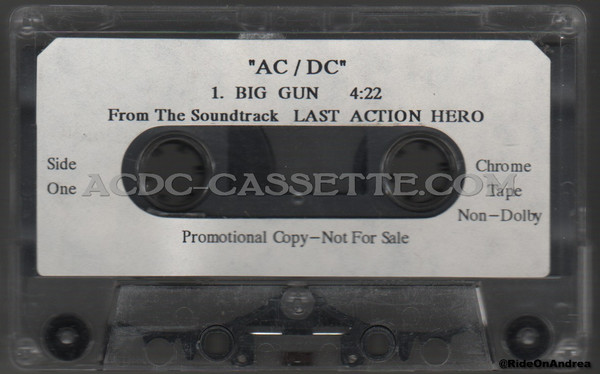 "AC/DC"
1. BIG GUN 4:22
From The Soundtrack LAST ACTION HERO
Side
One
Chrome
Tape
Non-Dolby
ACDC-CASSETTE.COM
Promotional Copy-Not For Sale
@RideOnAndrea